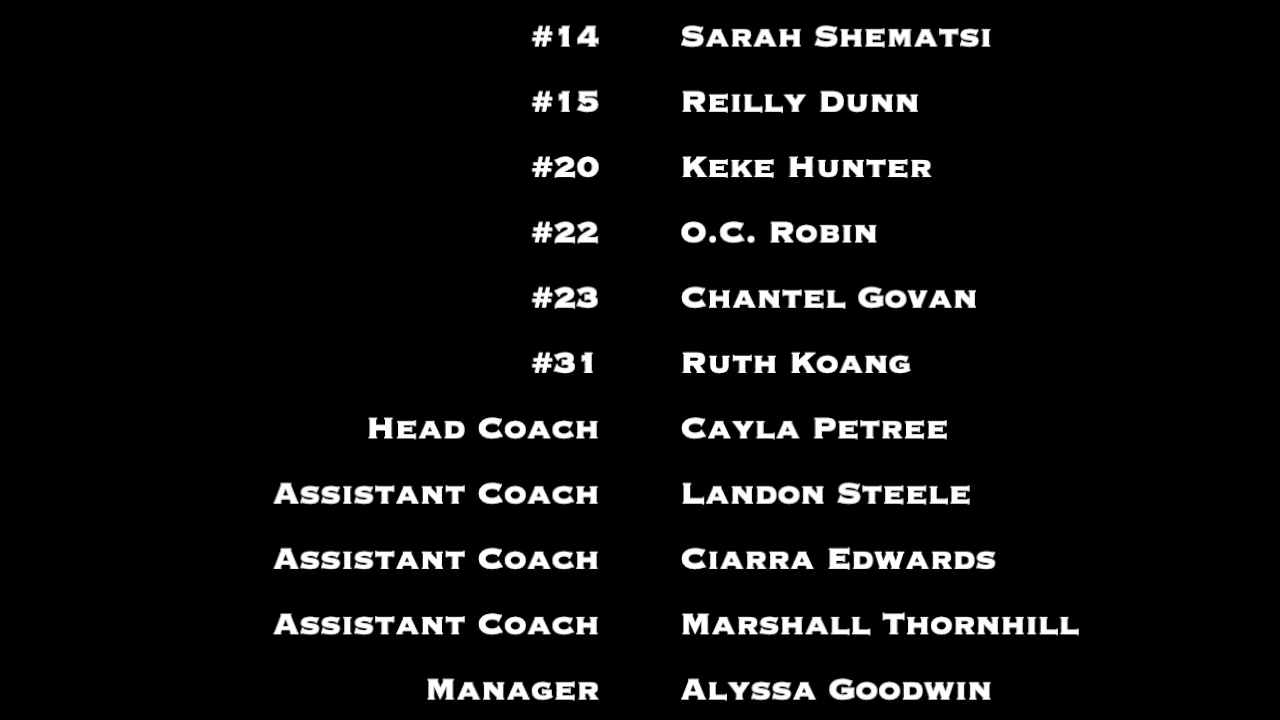 #14 Sarah Shematsi
#15 Reilly Dunn
#20 Keke Hunter
#22 O.C. Robin
#23 Chantel Govan
#31 Ruth Koang
Head Coach Cayla Petree
Assistant Coach Landon Steele
Assistant Coach Ciarra Edwards
Assistant Coach Marshall Thornhill
Manager Alyssa Goodwin